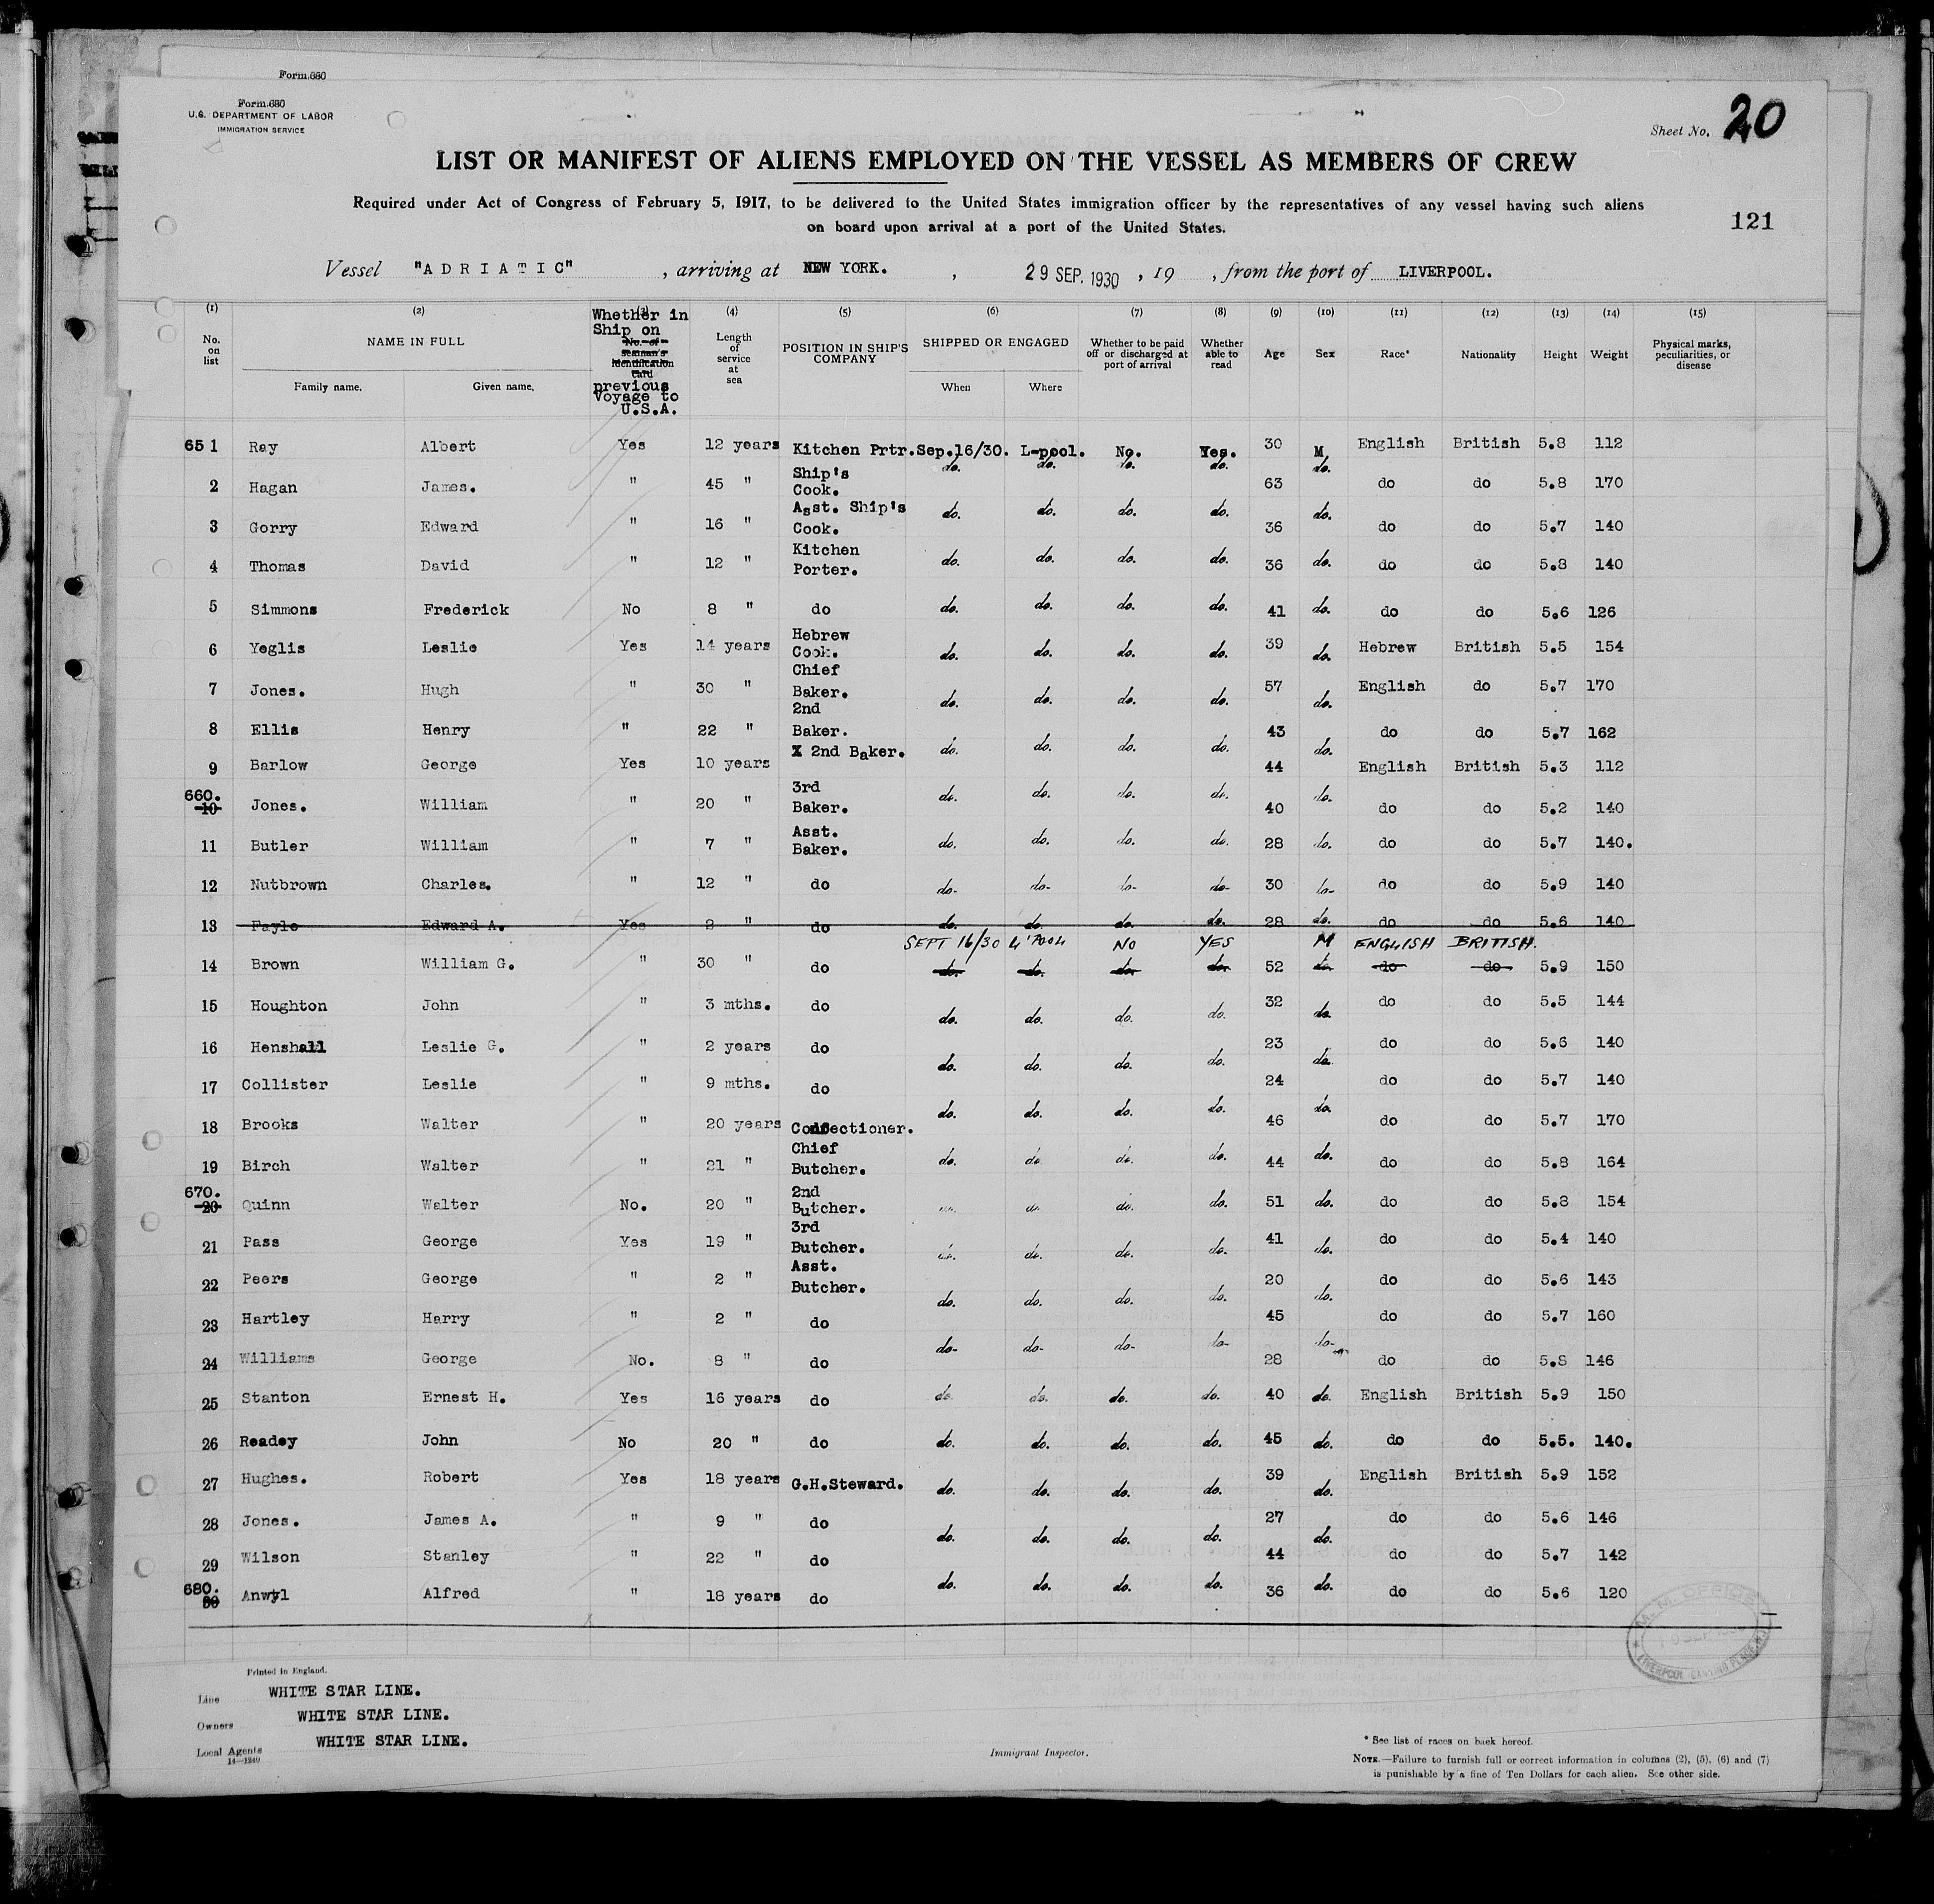 Form 680
Form 680
U.S. DEPARTMENT OF LABOR
IMMIGRATION SERVICE
Sheet No. 20
LIST OR MANIFEST OF ALIENS EMPLOYED ON THE VESSEL AS MEMBERS OF CREW
Required under Act of Congress of February 5, 1917, to be delivered to the United States immigration officer by the representatives of any vessel having such aliens
on board upon arrival at a port of the United States.
121
Vessel "ADRIATIC" , arriving at NEW YORK. , 29 SEP. 1930 , 19 , from the port of LIVERPOOL.
(1) (2) (3) (4) (5) (6) (7) (8) (9) (10) (11) (12) (13) (14) (15)
No. on list NAME IN FULL Family name. Given name. Whether in Ship on No. of seaman's identification card previous Voyage to U.S.A. Length of service at sea POSITION IN SHIP'S COMPANY SHIPPED OR ENGAGED When Where Whether to be paid off or discharged at port of arrival Whether able to read Age Sex Race* Nationality Height Weight Physical marks, peculiarities, or disease
65 1 Ray Albert Yes 12 years Kitchen Prtr. Sep.16/30. L-pool. No. Yes. 30 M English British 5.8 112
2 Hagan James. " 45 " Ship's Cook. do. do. do. do. 63 do. do do 5.8 170
3 Gorry Edward " 16 " Asst. Ship's Cook. do. do. do. do. 36 do. do do 5.7 140
4 Thomas David " 12 " Kitchen Porter. do. do. do. do. 36 do. do do 5.8 140
5 Simmons Frederick No 8 " do do. do. do. do. 41 do. do do 5.6 126
6 Yeglis Leslie Yes 14 years Hebrew Cook. do. do. do. do. 39 do. Hebrew British 5.5 154
7 Jones. Hugh " 30 " Chief Baker. do. do. do. do. 57 do. English do 5.7 170
8 Ellis Henry " 22 " 2nd Baker. do. do. do. do. 43 do. do do 5.7 162
9 Barlow George Yes 10 years X 2nd Baker. 44 English British 5.3 112
660. 10 Jones. William " 20 " 3rd Baker. do. do. do. do. 40 do. do do 5.2 140
11 Butler William " 7 " Asst. Baker. do. do. do. do. 28 do. do do 5.7 140.
12 Nutbrown Charles. " 12 " do do- do- do- do- 30 do- do do 5.9 140
13 Fayle Edward A. Yes 2 " do do. do. do. do. 28 do. do do 5.6 140
SEPT 16/30 L'POOL NO YES M ENGLISH BRITISH.
14 Brown William G. " 30 " do do. do. do. do. 52 do. do do 5.9 150
15 Houghton John " 3 mths. do do. do. do. do. 32 do. do do 5.5 144
16 Henshall Leslie G. " 2 years do do. do. do. do. 23 do. do do 5.6 140
17 Collister Leslie " 9 mths. do do. do. do. do. 24 do. do do 5.7 140
18 Brooks Walter " 20 years Confectioner. 46 do do 5.7 170
19 Birch Walter " 21 " Chief Butcher. do. do. do. do. 44 do. do do 5.8 164
670. 20 Quinn Walter No. 20 " 2nd Butcher. do. do. do. do. 51 do. do do 5.8 154
21 Pass George Yes 19 " 3rd Butcher. do. do. do. do. 41 do. do do 5.4 140
22 Peers George " 2 " Asst. Butcher. do. do. do. do. 20 do. do do 5.6 143
23 Hartley Harry " 2 " do do- do- do- do- 45 do- do do 5.7 160
24 Williams George No. 8 " do 28 do do 5.8 146
25 Stanton Ernest H. Yes 16 years do do. do. do. do. 40 do. English British 5.9 150
26 Readey John No 20 " do do. do. do. do. 45 do. do do 5.5. 140.
27 Hughes. Robert Yes 18 years G.H.Steward. do. do. do. do. 39 do. English British 5.9 152
28 Jones. James A. " 9 " do do. do. do. do. 27 do. do do 5.6 146
29 Wilson Stanley " 22 " do 44 do do 5.7 142
680. 30 Anwyl Alfred " 18 years do do. do. do. do. 36 do. do do 5.6 120
M. M. OFFICE
LIVERPOOL CANNING PLACE
Printed in England.
Line WHITE STAR LINE.
Owners WHITE STAR LINE.
Local Agents WHITE STAR LINE.
14—1240
Immigrant Inspector.
* See list of races on back hereof.
NOTE.—Failure to furnish full or correct information in columns (2), (5), (6) and (7)
is punishable by a fine of Ten Dollars for each alien. See other side.